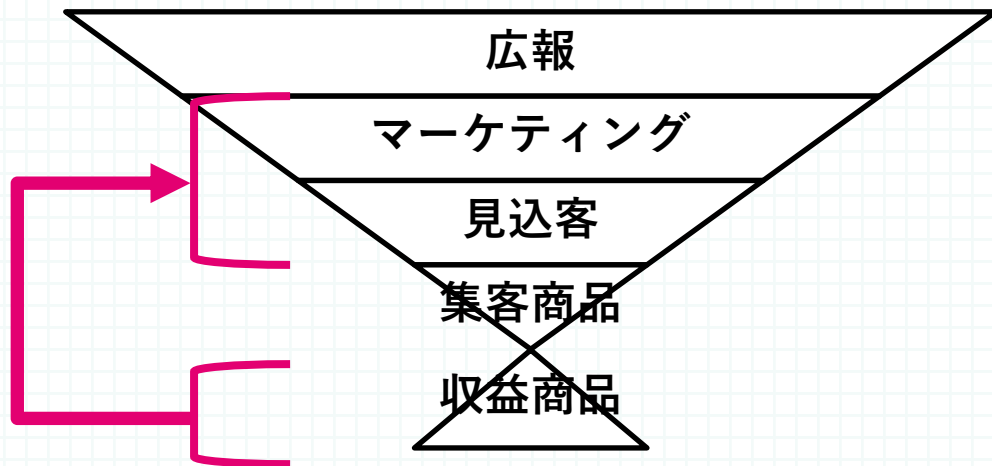 広報
マーケティング
見込客
集客商品
収益商品